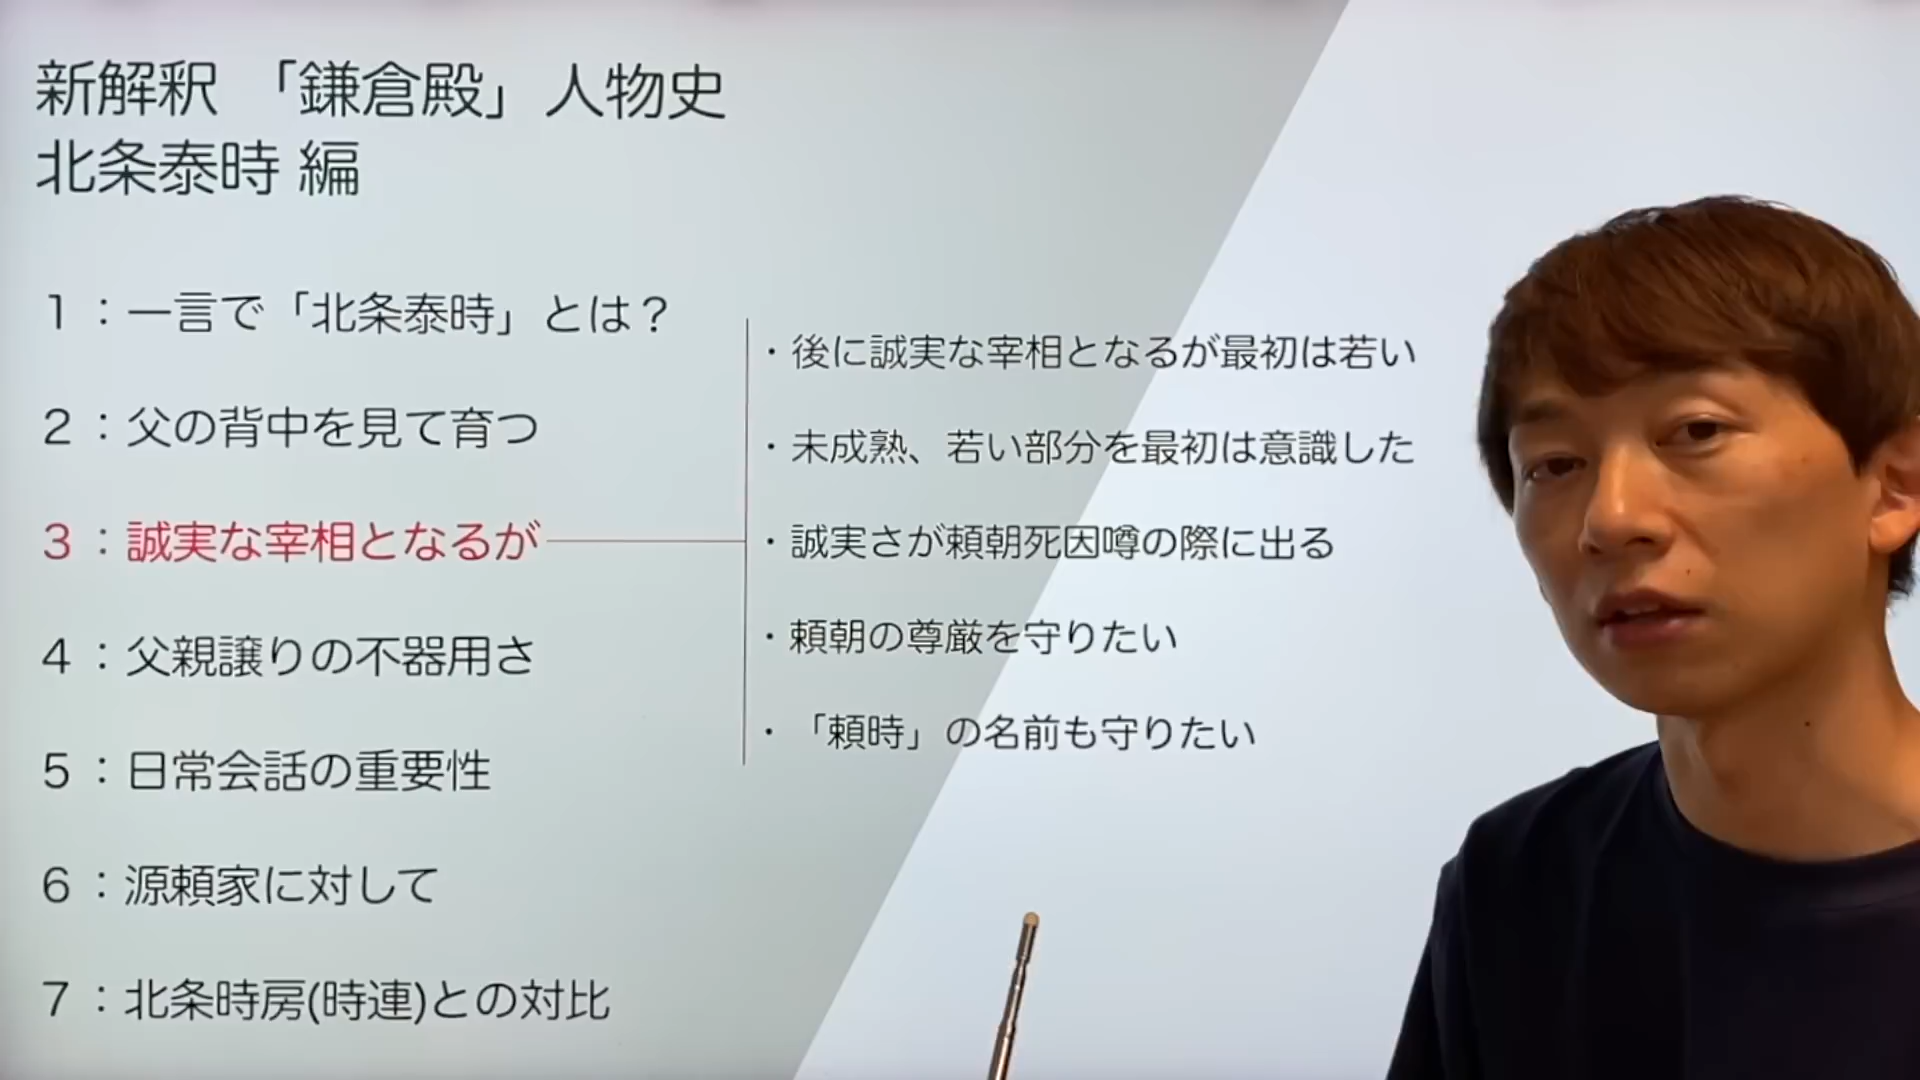 新解釈 「鎌倉殿」人物史
北条泰時 編
1：一言で「北条泰時」とは？
2：父の背中を見て育つ
3：誠実な宰相となるが
4：父親譲りの不器用さ
5：日常会話の重要性
6：源頼家に対して
7：北条時房(時連)との対比
・後に誠実な宰相となるが最初は若い
・未成熟、若い部分を最初は意識した
・誠実さが頼朝死因噂の際に出る
・頼朝の尊厳を守りたい
・「頼時」の名前も守りたい